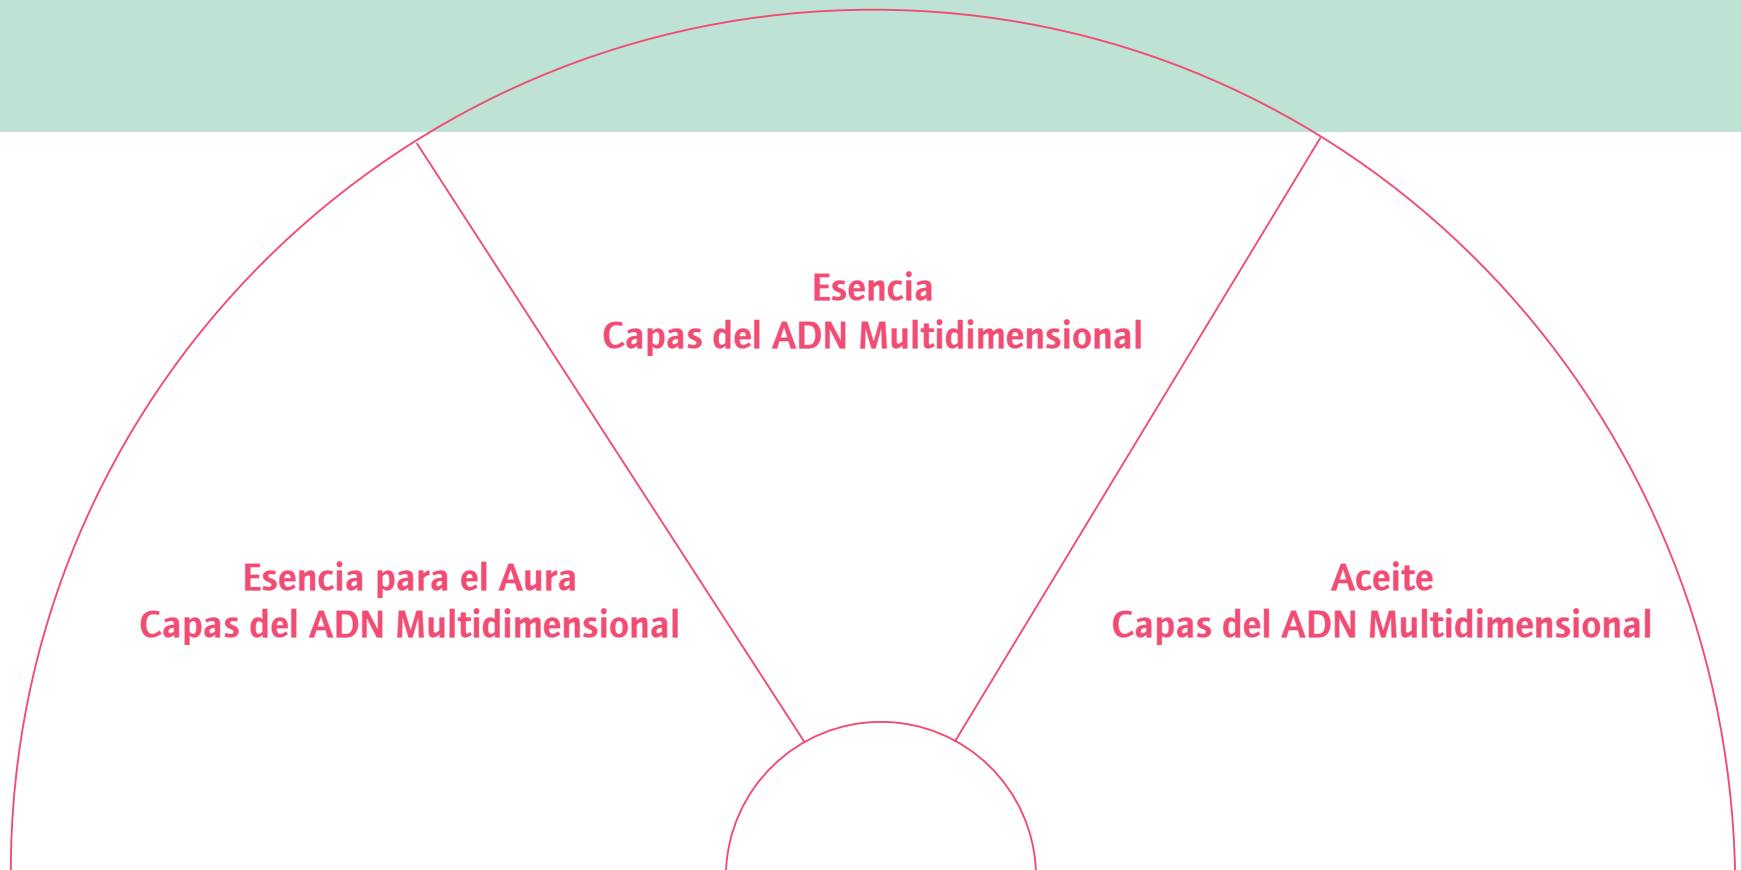 Esencia
Capas del ADN Multidimensional
Esencia para el Aura
Capas del ADN Multidimensional
Aceite
Capas del ADN Multidimensional